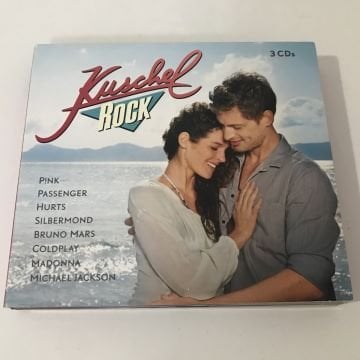 Kuschel
ROCK
3 CDs
PINK
PASSENGER
HURTS
SILBERMOND
BRUNO MARS
COLDPLAY
MADONNA
MICHAEL JACKSON